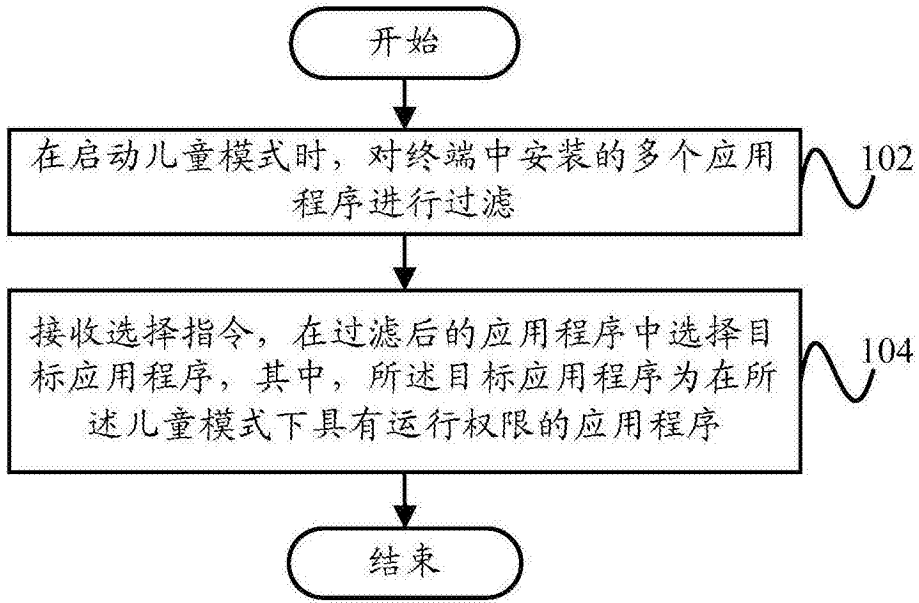 开始
在启动儿童模式时，对终端中安装的多个应用
程序进行过滤
102
接收选择指令，在过滤后的应用程序中选择目
标应用程序，其中，所述目标应用程序为在所
述儿童模式下具有运行权限的应用程序
104
结束